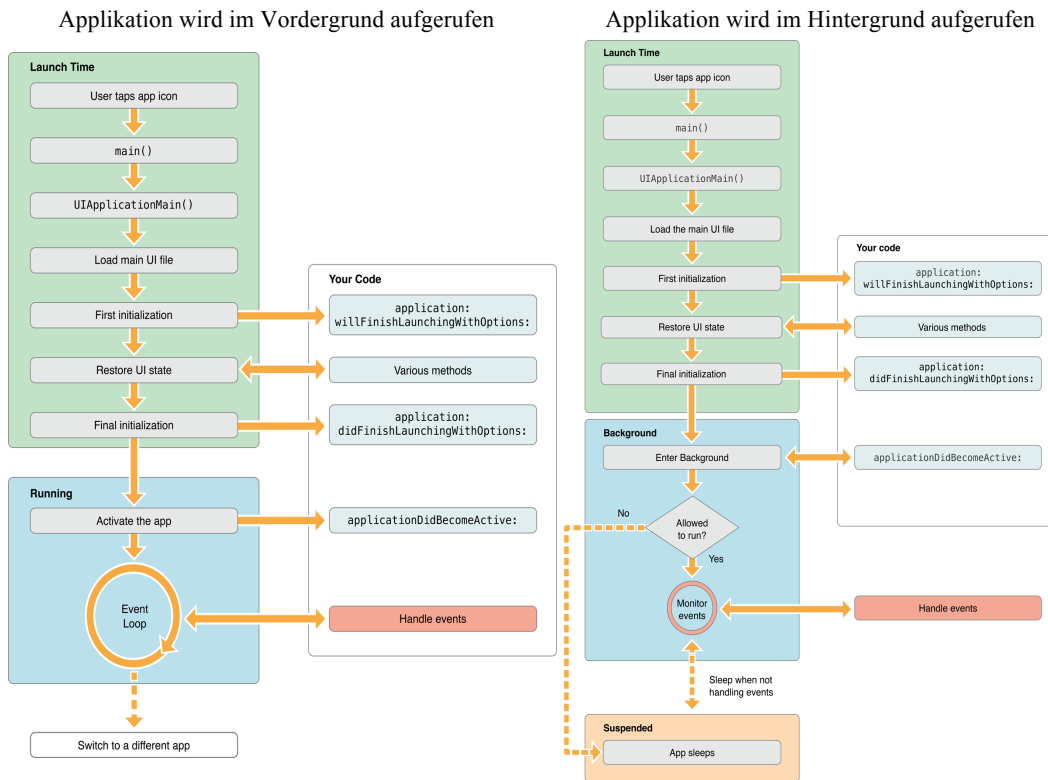 Applikation wird im Vordergrund aufgerufen
Launch Time
User taps app icon
main()
UIApplicationMain()
Load main UI file
First initialization
Restore UI state
Final initialization
Running
Activate the app
Event
Loop
Switch to a different app
Your Code
application:
willFinishLaunchingWithOptions:
Various methods
application:
didFinishLaunchingWithOptions:
applicationDidBecomeActive:
Handle events
Applikation wird im Hintergrund aufgerufen
Launch Time
User taps app icon
main()
UIApplicationMain()
Load the main UI file
First initialization
Restore UI state
Final initialization
Background
Enter Background
No
Allowed
to run?
Yes
Monitor
events
Sleep when not
handling events
Suspended
App sleeps
Your code
application:
willFinishLaunchingWithOptions:
Various methods
application:
didFinishLaunchingWithOptions:
applicationDidBecomeActive:
Handle events